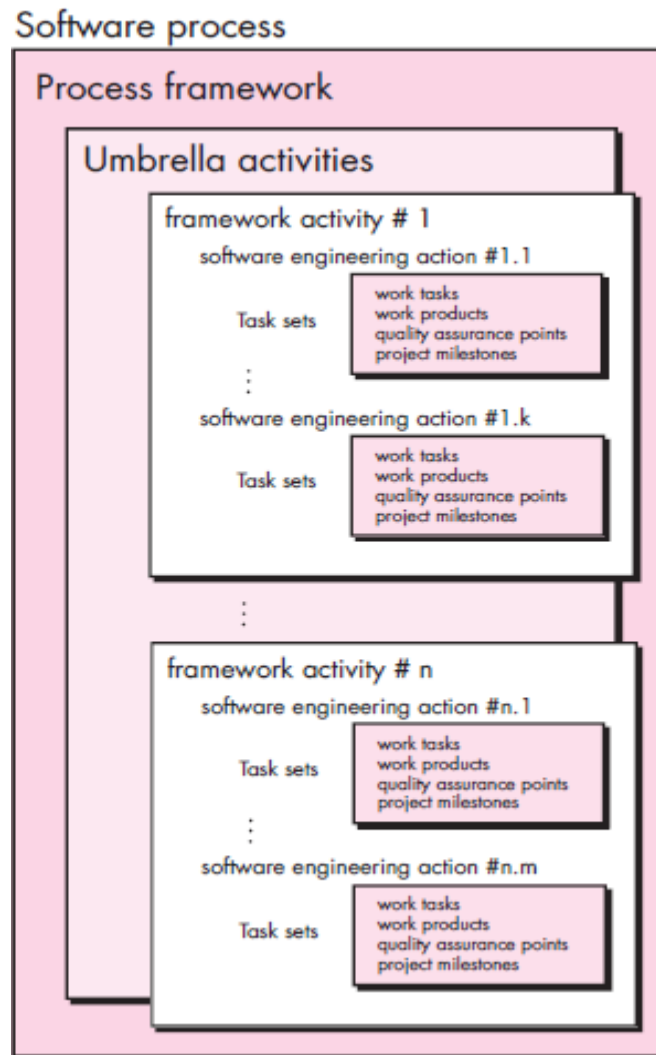 Software process
Process framework
Umbrella activities
framework activity # 1
software engineering action #1.1
Task sets
work tasks
work products
quality assurance points
project milestones
⋮
software engineering action #1.k
Task sets
work tasks
work products
quality assurance points
project milestones
⋮
framework activity # n
software engineering action #n.1
Task sets
work tasks
work products
quality assurance points
project milestones
⋮
software engineering action #n.m
Task sets
work tasks
work products
quality assurance points
project milestones